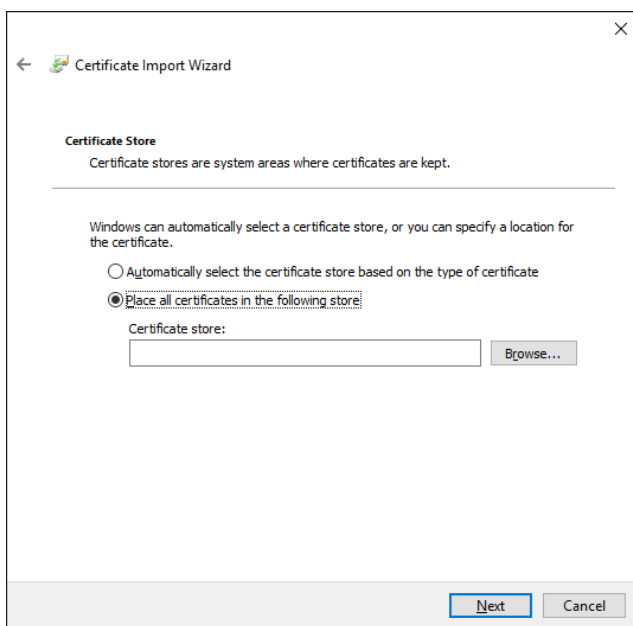 Certificate Import Wizard
Certificate Store
Certificate stores are system areas where certificates are kept.
Windows can automatically select a certificate store, or you can specify a location for
the certificate.
Automatically select the certificate store based on the type of certificate
Place all certificates in the following store
Certificate store:
Browse...
Next
Cancel